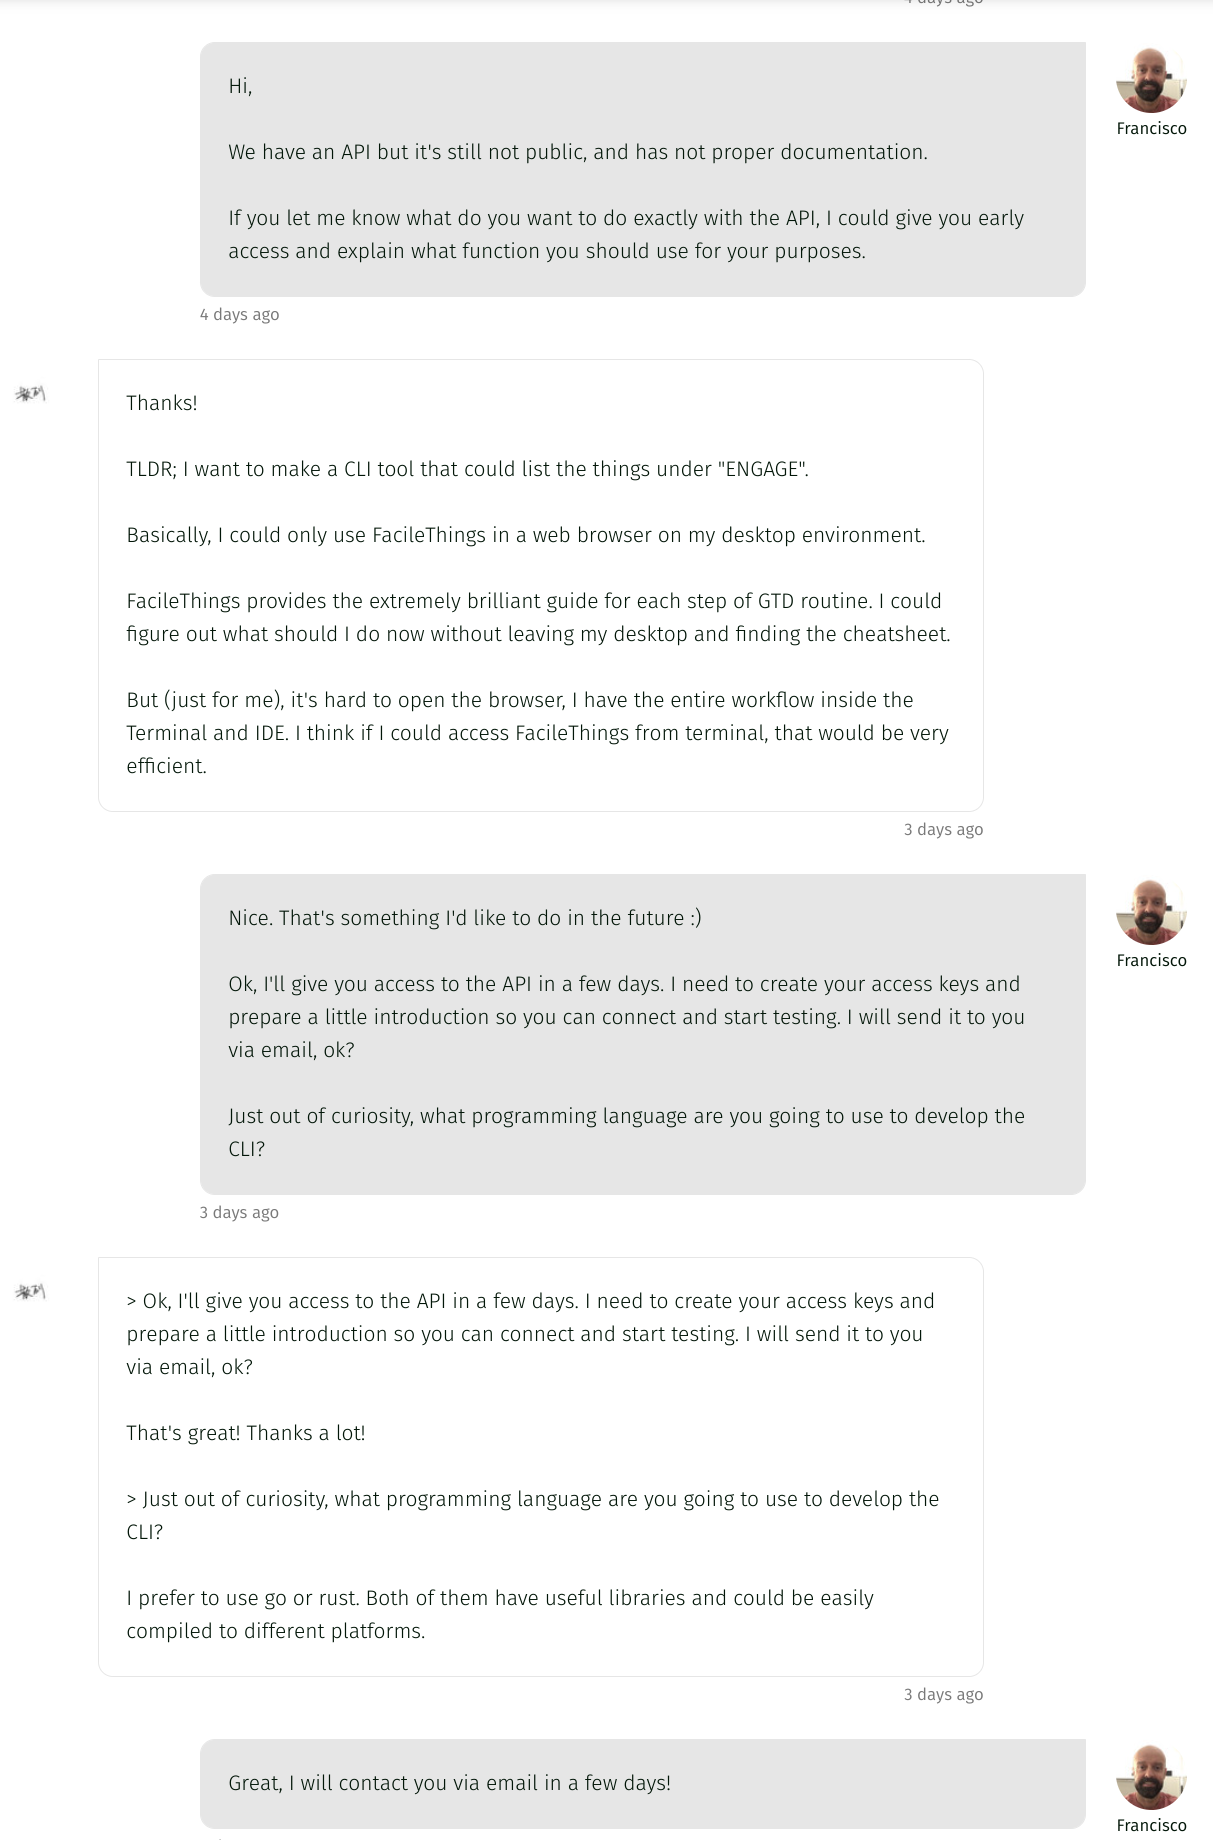 4 days ago
Hi,
Francisco
We have an API but it's still not public, and has not proper documentation.
If you let me know what do you want to do exactly with the API, I could give you early
access and explain what function you should use for your purposes.
4 days ago
Thanks!
TLDR; I want to make a CLI tool that could list the things under "ENGAGE".
Basically, I could only use FacileThings in a web browser on my desktop environment.
FacileThings provides the extremely brilliant guide for each step of GTD routine. I could
figure out what should I do now without leaving my desktop and finding the cheatsheet.
But (just for me), it's hard to open the browser, I have the entire workflow inside the
Terminal and IDE. I think if I could access FacileThings from terminal, that would be very
efficient.
3 days ago
Nice. That's something I'd like to do in the future :)
Francisco
Ok, I'll give you access to the API in a few days. I need to create your access keys and
prepare a little introduction so you can connect and start testing. I will send it to you
via email, ok?
Just out of curiosity, what programming language are you going to use to develop the
CLI?
3 days ago
> Ok, I'll give you access to the API in a few days. I need to create your access keys and
prepare a little introduction so you can connect and start testing. I will send it to you
via email, ok?
That's great! Thanks a lot!
> Just out of curiosity, what programming language are you going to use to develop the
CLI?
I prefer to use go or rust. Both of them have useful libraries and could be easily
compiled to different platforms.
3 days ago
Great, I will contact you via email in a few days!
Francisco